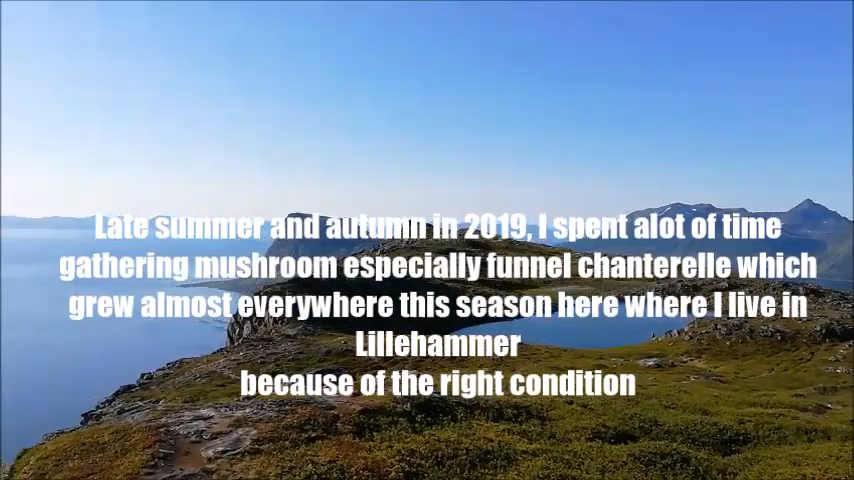 Late summer and autumn in 2019, I spent alot of time
gathering mushroom especially funnel chanterelle which
grew almost everywhere this season here where I live in
Lillehammer
because of the right condition